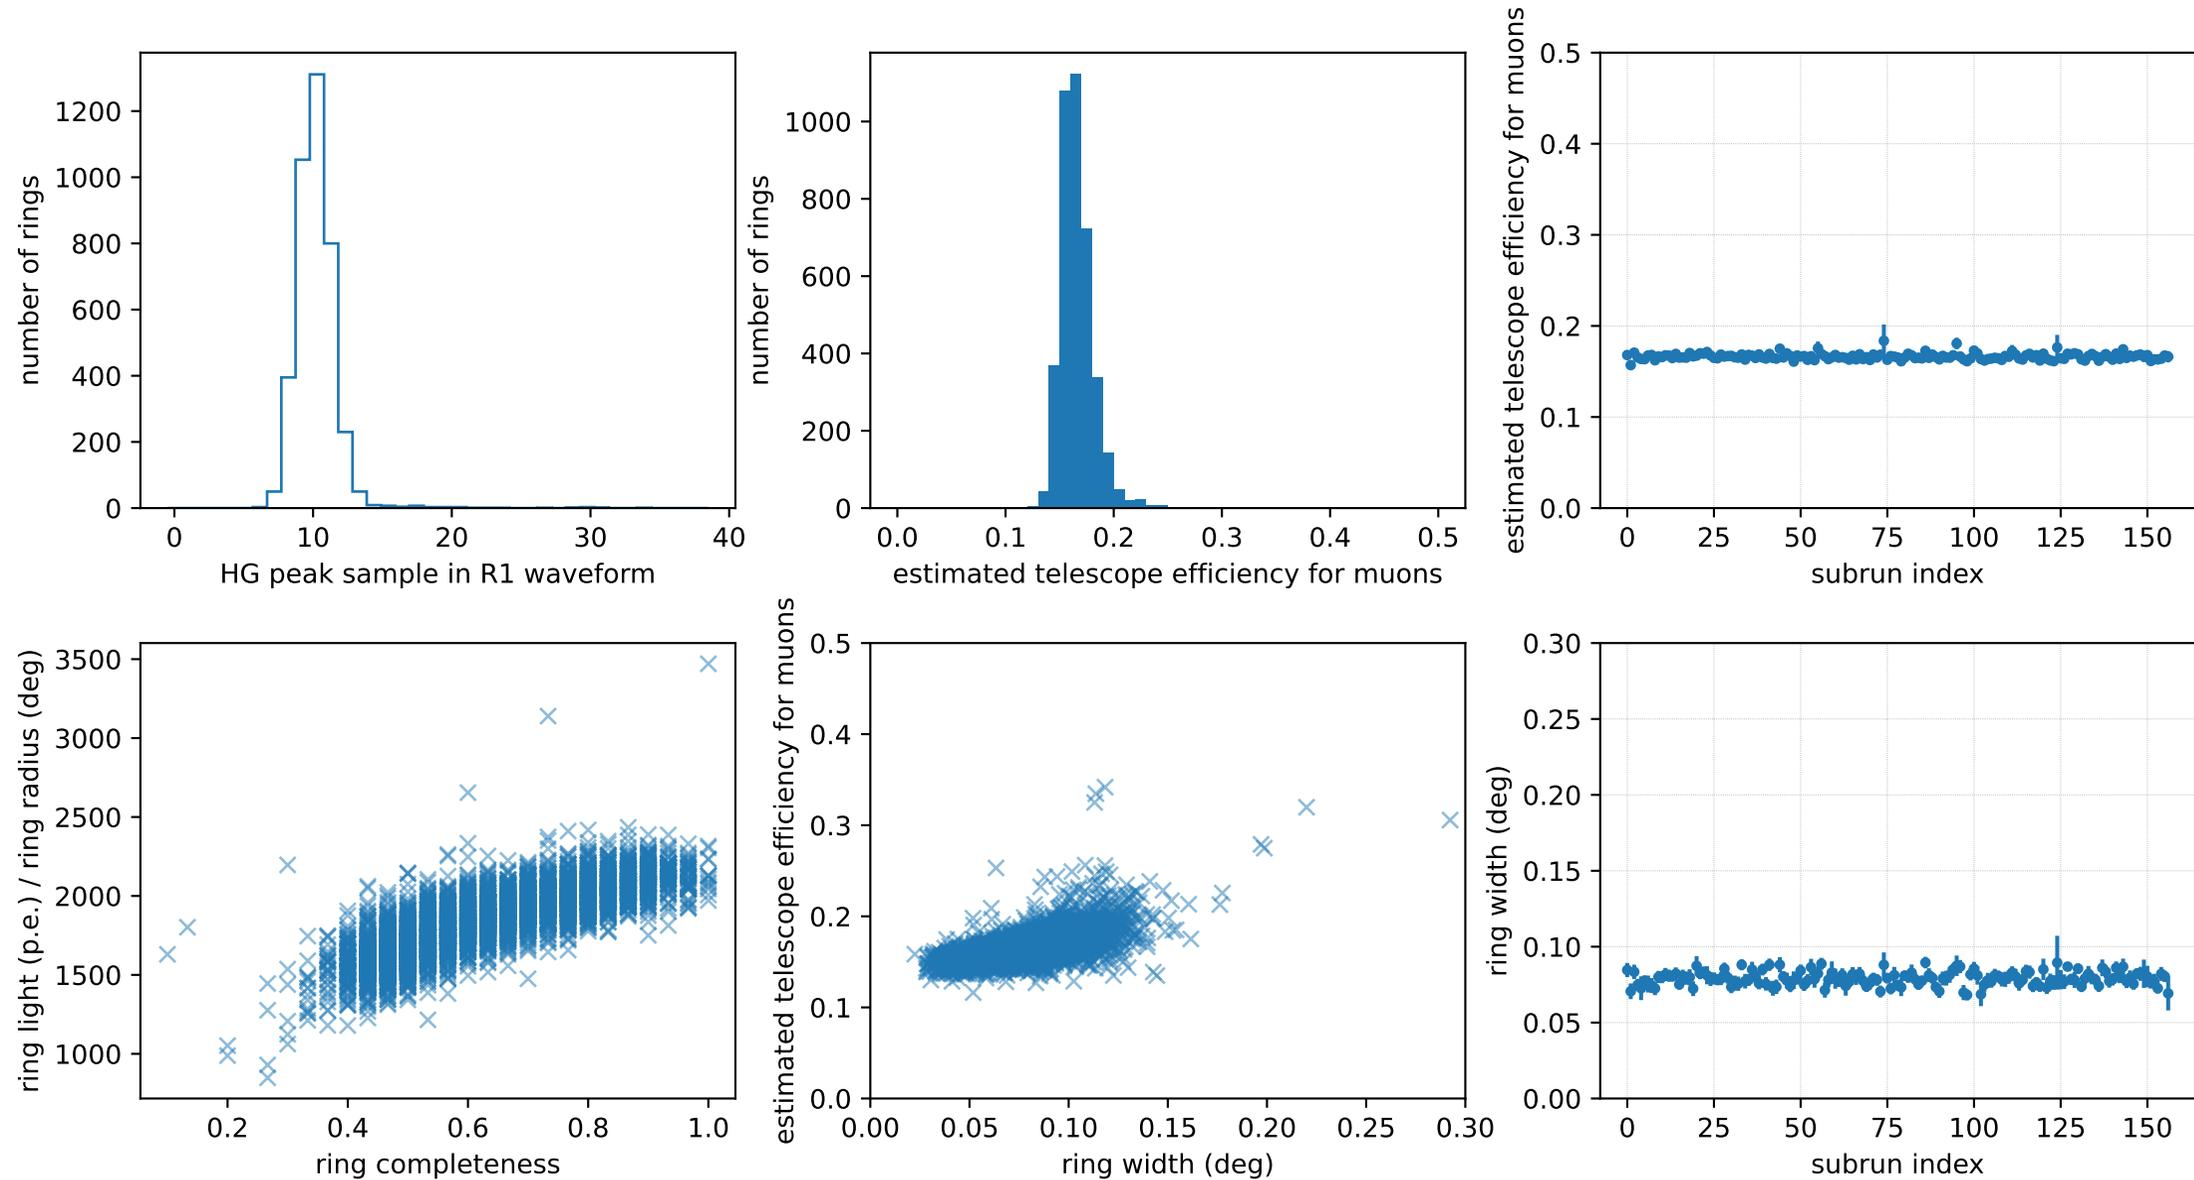 number of rings
1200
1000
800
600
400
200
0
0 10 20 30 40
HG peak sample in R1 waveform
number of rings
1000
800
600
400
200
0
0.0 0.1 0.2 0.3 0.4 0.5
estimated telescope efficiency for muons
estimated telescope efficiency for muons
0.5
0.4
0.3
0.2
0.1
0.0
0 25 50 75 100 125 150
subrun index
ring light (p.e.) / ring radius (deg)
3500
3000
2500
2000
1500
1000
0.2 0.4 0.6 0.8 1.0
ring completeness
estimated telescope efficiency for muons
0.5
0.4
0.3
0.2
0.1
0.0
0.00 0.05 0.10 0.15 0.20 0.25 0.30
ring width (deg)
ring width (deg)
0.30
0.25
0.20
0.15
0.10
0.05
0.00
0 25 50 75 100 125 150
subrun index